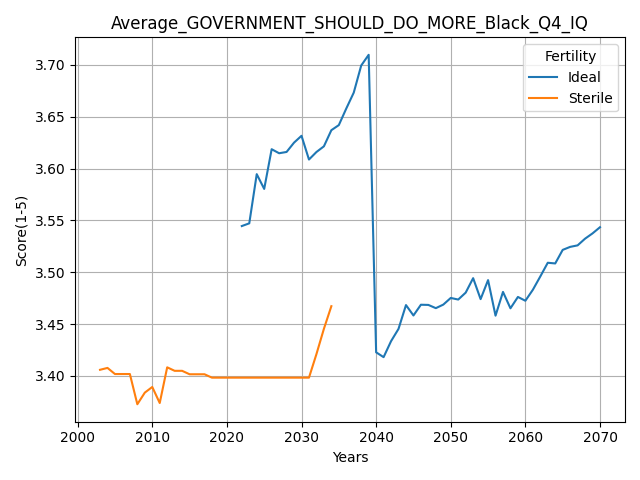 Average_GOVERNMENT_SHOULD_DO_MORE_Black_Q4_IQ
Fertility
Ideal
Sterile
Score(1-5)
3.70
3.65
3.60
3.55
3.50
3.45
3.40
2000 2010 2020 2030 2040 2050 2060 2070
Years